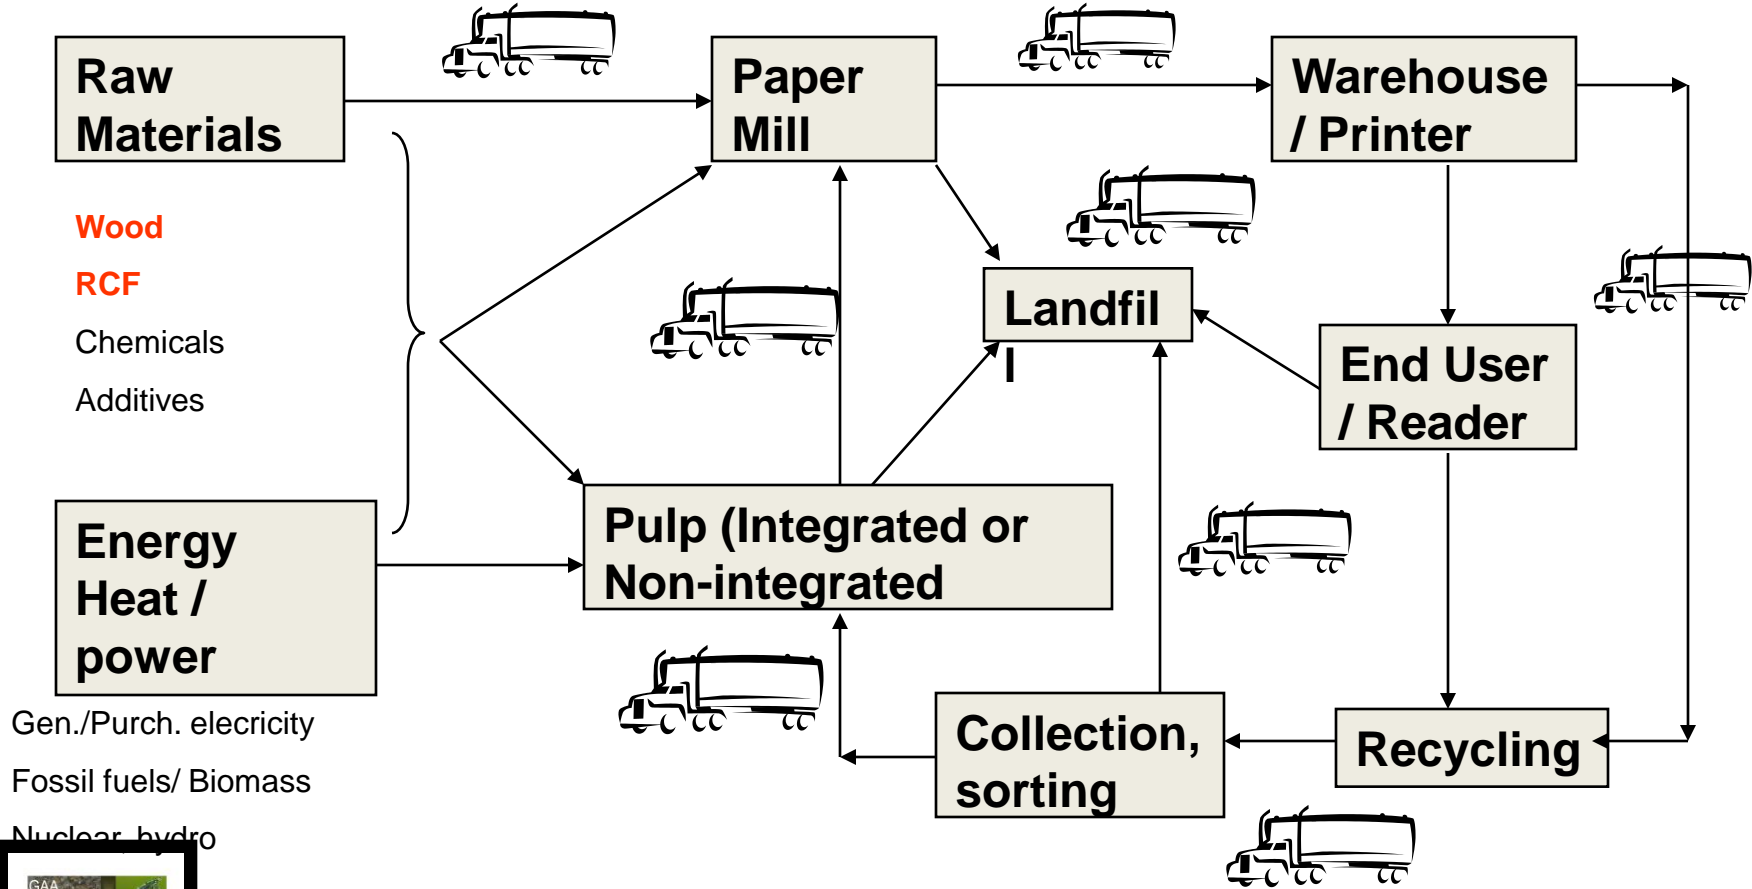 Raw
Materials
Paper
Mill
Warehouse
/ Printer
Wood
RCF
Chemicals
Additives
Landfil
l
End User
/ Reader
Energy
Heat /
power
Pulp (Integrated or
Non-integrated
Gen./Purch. elecricity
Fossil fuels/ Biomass
Nuclear, hydro
Collection,
sorting
Recycling
GAA